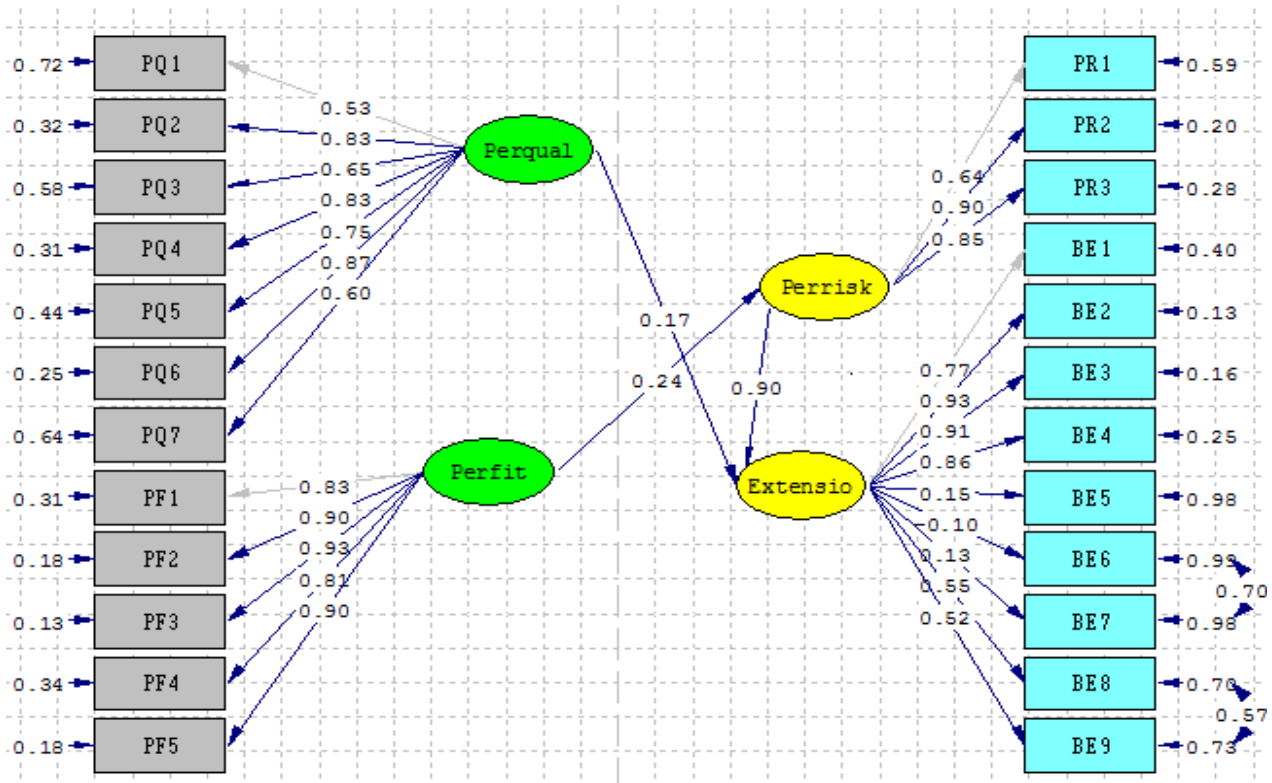 0.72 PQ1
0.32 PQ2
0.58 PQ3
0.31 PQ4
0.44 PQ5
0.25 PQ6
0.64 PQ7
0.31 PF1
0.18 PF2
0.13 PF3
0.34 PF4
0.18 PF5
0.53
0.83
0.65
0.83
0.75
0.87
0.60
0.83
0.90
0.93
0.81
0.90
Perqual
Perfit
0.17
0.24
0.90
Perrisk
Extensio
0.64
0.90
0.85
0.77
0.93
0.91
0.86
0.15
-0.10
0.13
0.55
0.52
PR1 0.59
PR2 0.20
PR3 0.28
BE1 0.40
BE2 0.13
BE3 0.16
BE4 0.25
BE5 0.98
BE6 0.99
0.70
BE7 0.98
BE8 0.70
0.57
BE9 0.73